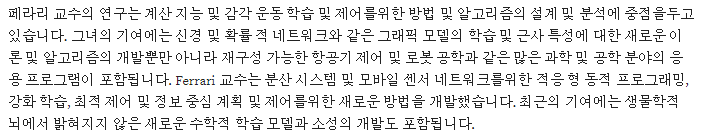 페라리 교수의 연구는 계산 지능 및 감각 운동 학습 및 제어를위한 방법 및 알고리즘의 설계 및 분석에 중점을두고
있습니다. 그녀의 기여에는 신경 및 확률 적 네트워크와 같은 그래픽 모델의 학습 및 근사 특성에 대한 새로운 이
론 및 알고리즘의 개발뿐만 아니라 재구성 가능한 항공기 제어 및 로봇 공학과 같은 많은 과학 및 공학 분야의 응
용 프로그램이 포함됩니다. Ferrari 교수는 분산 시스템 및 모바일 센서 네트워크를위한 적응 형 동적 프로그래밍,
강화 학습, 최적 제어 및 정보 중심 계획 및 제어를위한 새로운 방법을 개발했습니다. 최근의 기여에는 생물학적
뇌에서 밝혀지지 않은 새로운 수학적 학습 모델과 소성의 개발도 포함됩니다.